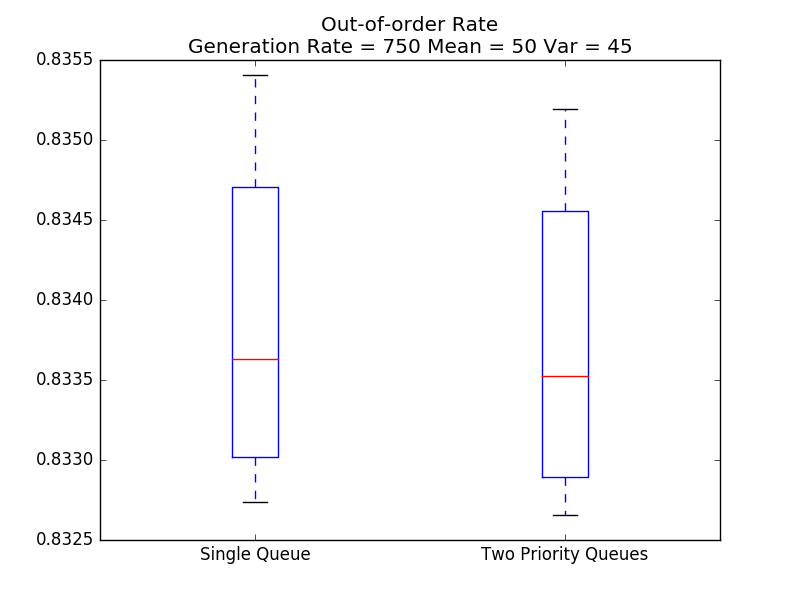 Out-of-order Rate
Generation Rate = 750 Mean = 50 Var = 45
0.8355
0.8350
0.8345
0.8340
0.8335
0.8330
0.8325
Single Queue
Two Priority Queues